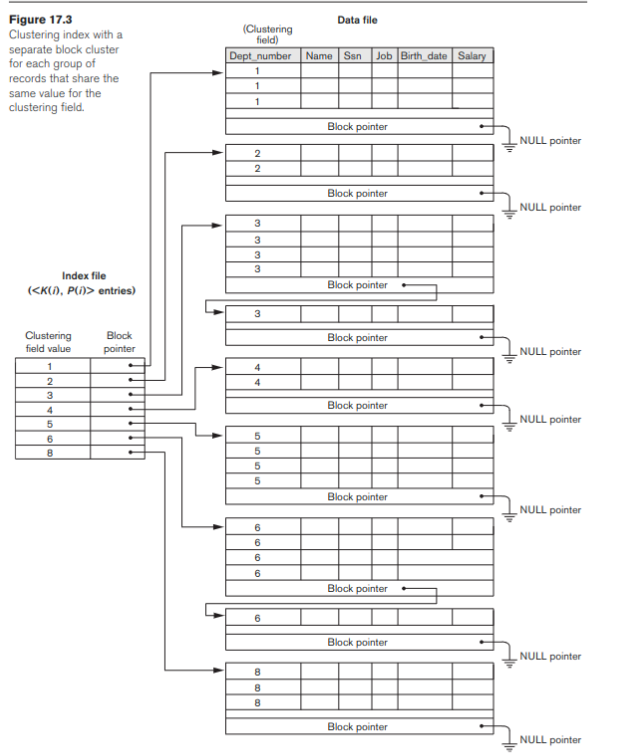 Figure 17.3
Clustering index with a
separate block cluster
for each group of
records that share the
same value for the
clustering field.
Data file
(Clustering
field)
Dept_number Name Ssn Job Birth_date Salary
1
1
1
Block pointer
NULL pointer
2
2
Block pointer
NULL pointer
3
3
3
3
Block pointer
3
Block pointer
NULL pointer
4
4
Block pointer
NULL pointer
5
5
5
5
Block pointer
NULL pointer
6
6
6
6
Block pointer
6
Block pointer
NULL pointer
8
8
8
Block pointer
NULL pointer
Index file
(<K(i), P(i)> entries)
Clustering Block
field value pointer
1
2
3
4
5
6
8